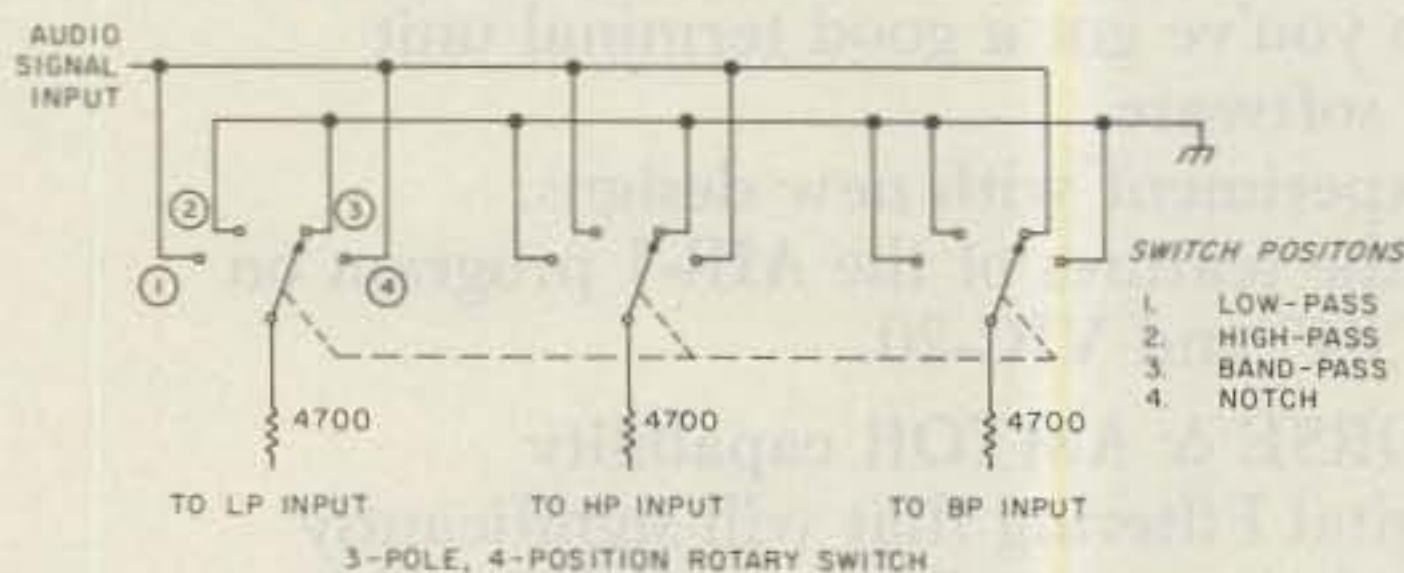 AUDIO
SIGNAL
INPUT
2
3
1
4
SWITCH POSITONS
1. LOW-PASS
2. HIGH-PASS
3. BAND-PASS
4. NOTCH
4700
4700
4700
TO LP INPUT
TO HP INPUT
TO BP INPUT
3-POLE, 4-POSITION ROTARY SWITCH